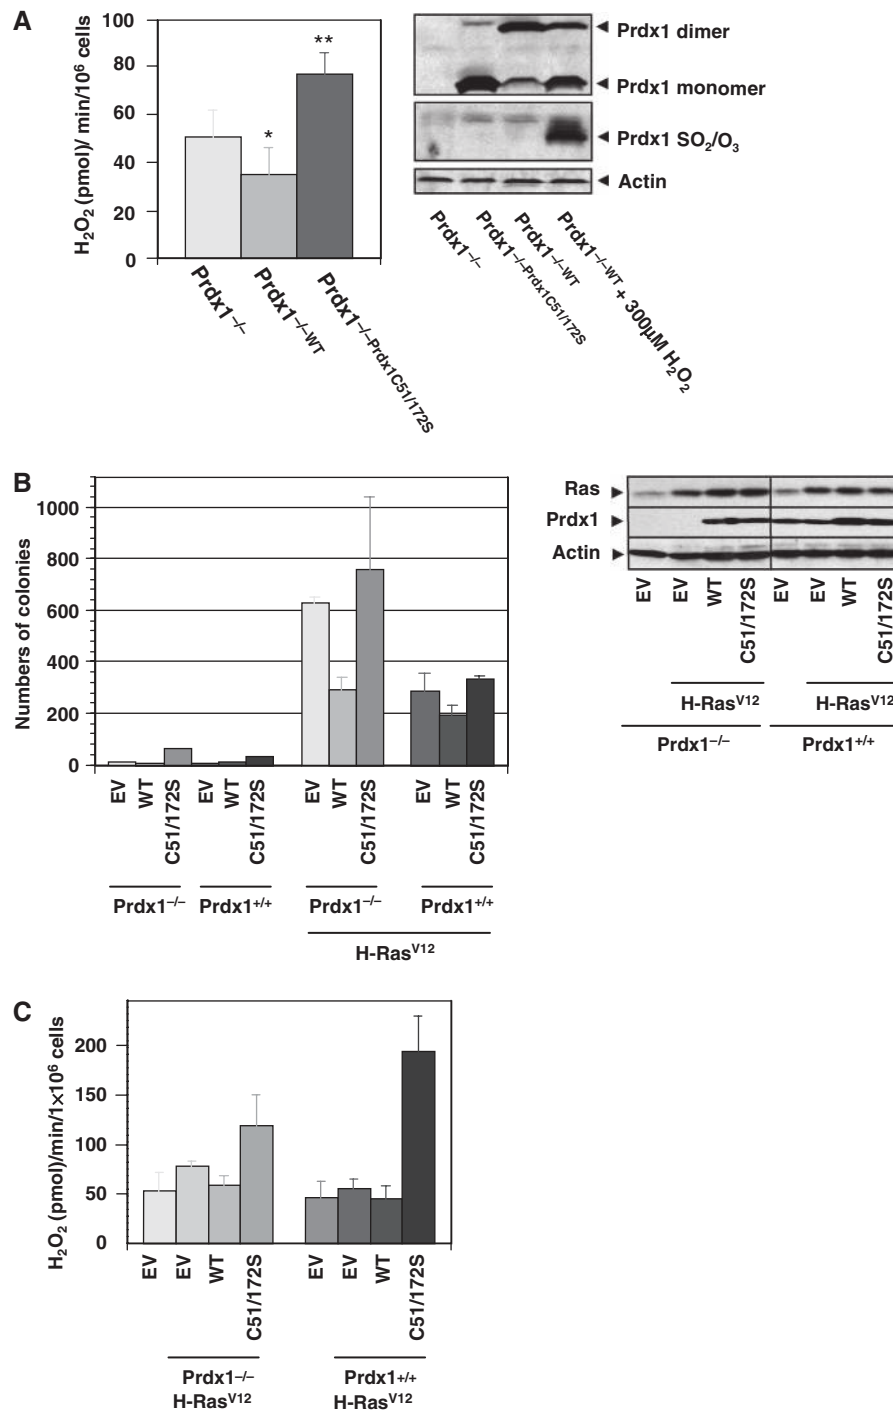 A
H₂O₂ (pmol)/ min/10⁶ cells
100
80
60
40
20
0
*
**
Prdx1⁻/⁻
Prdx1⁻/⁻ᵂᵀ
Prdx1⁻/⁻ᴾʳᵈˣ¹C51/172S
Prdx1 dimer
Prdx1 monomer
Prdx1 SO₂/O₃
Actin
Prdx1⁻/⁻
Prdx1⁻/⁻Prdx1C51/172S
Prdx1⁻/⁻ᵂᵀ
Prdx1⁻/⁻ᵂᵀ + 300μM H₂O₂
B
Numbers of colonies
1000
800
600
400
200
0
EV WT C51/172S EV WT C51/172S EV WT C51/172S EV WT C51/172S
Prdx1⁻/⁻ Prdx1⁺/⁺ Prdx1⁻/⁻ Prdx1⁺/⁺
H-Rasⱽ¹²
Ras
Prdx1
Actin
EV EV WT C51/172S EV EV WT C51/172S
H-Rasⱽ¹² H-Rasⱽ¹²
Prdx1⁻/⁻ Prdx1⁺/⁺
C
H₂O₂ (pmol)/min/1×10⁶ cells
200
150
100
50
0
EV EV WT C51/172S EV EV WT C51/172S
Prdx1⁻/⁻ Prdx1+/+
H-Rasⱽ¹² H-Rasⱽ¹²